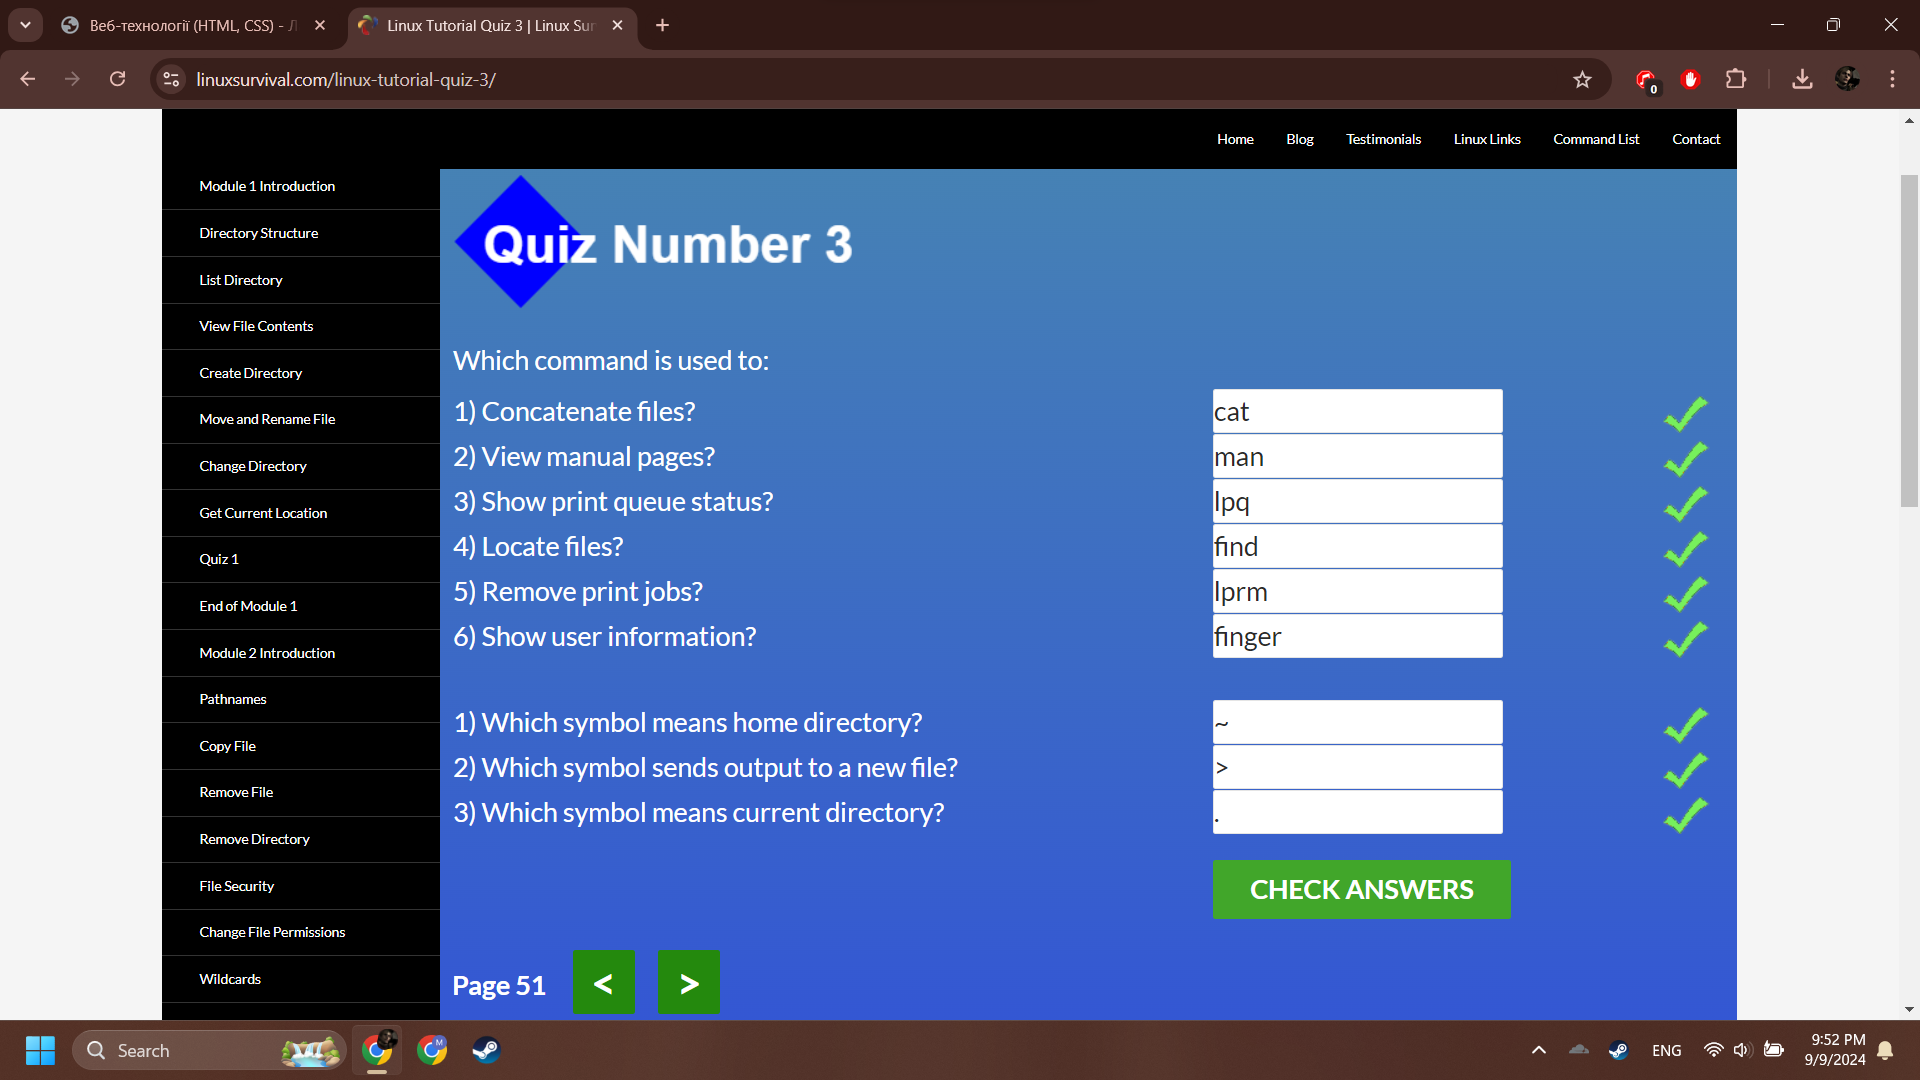 Веб-технології (HTML, CSS) - Л
Linux Tutorial Quiz 3 | Linux Sur
linuxsurvival.com/linux-tutorial-quiz-3/
0
Home
Blog
Testimonials
Linux Links
Command List
Contact
Module 1 Introduction
Directory Structure
List Directory
View File Contents
Create Directory
Move and Rename File
Change Directory
Get Current Location
Quiz 1
End of Module 1
Module 2 Introduction
Pathnames
Copy File
Remove File
Remove Directory
File Security
Change File Permissions
Wildcards
Quiz Number 3
Which command is used to:
1) Concatenate files?
cat
2) View manual pages?
man
3) Show print queue status?
lpq
4) Locate files?
find
5) Remove print jobs?
lprm
6) Show user information?
finger
1) Which symbol means home directory?
~
2) Which symbol sends output to a new file?
>
3) Which symbol means current directory?
.
CHECK ANSWERS
Page 51
<
>
Search
M
ENG
9:52 PM
9/9/2024